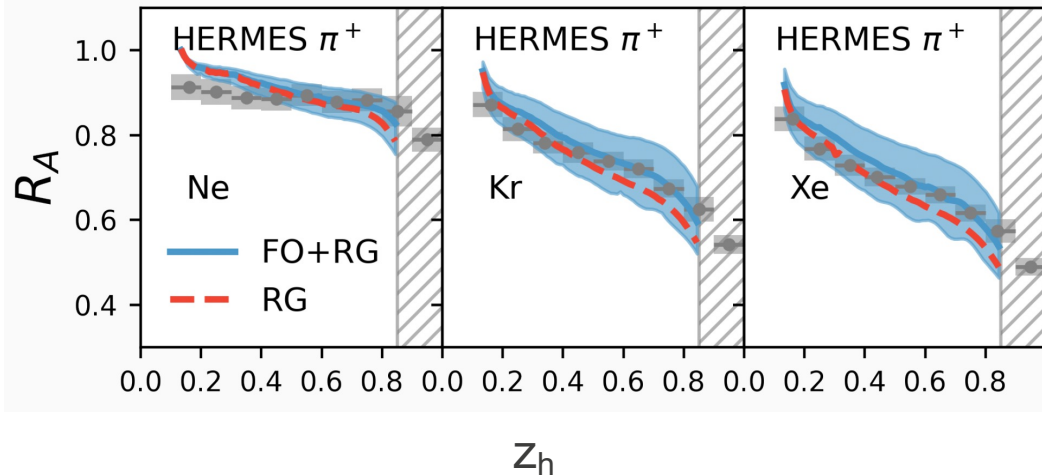 HERMES π⁺ HERMES π⁺ HERMES π⁺
1.0
0.8
0.6
0.4
R_A
Ne Kr Xe
FO+RG
RG
0.0 0.2 0.4 0.6 0.8 0.0 0.2 0.4 0.6 0.8 0.0 0.2 0.4 0.6 0.8
z_h